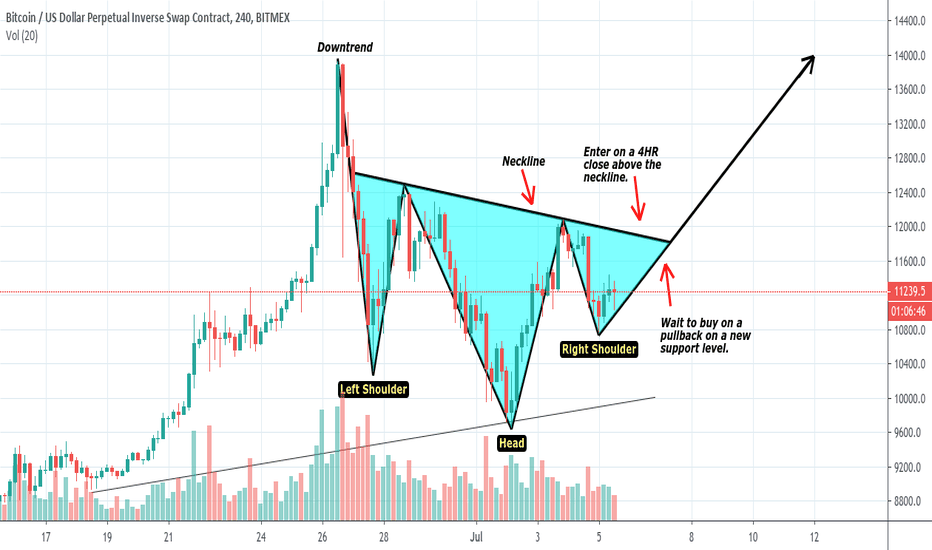 Bitcoin / US Dollar Perpetual Inverse Swap Contract, 240, BITMEX
Vol (20)
Downtrend
Neckline
Enter on a 4HR
close above the
neckline.
Wait to buy on a
pullback on a new
support level.
Left Shoulder
Head
Right Shoulder
14400.0
14000.0
13600.0
13200.0
12800.0
12400.0
12000.0
11600.0
11239.5
01:06:46
10800.0
10400.0
10000.0
9600.0
9200.0
8800.0
17 19 21 24 26 28 Jul 3 5 8 10 12